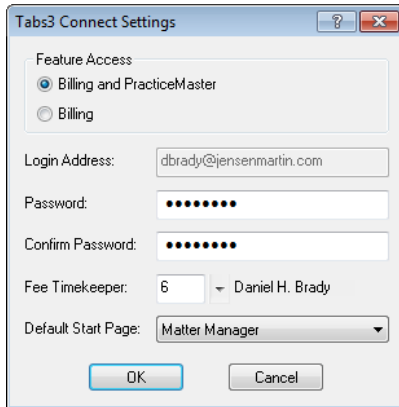 Tabs3 Connect Settings
Feature Access
Billing and PracticeMaster
Billing
Login Address: dbrady@jensenmartin.com
Password: ●●●●●●●●
Confirm Password: ●●●●●●●●
Fee Timekeeper: 6 Daniel H. Brady
Default Start Page: Matter Manager
OK Cancel